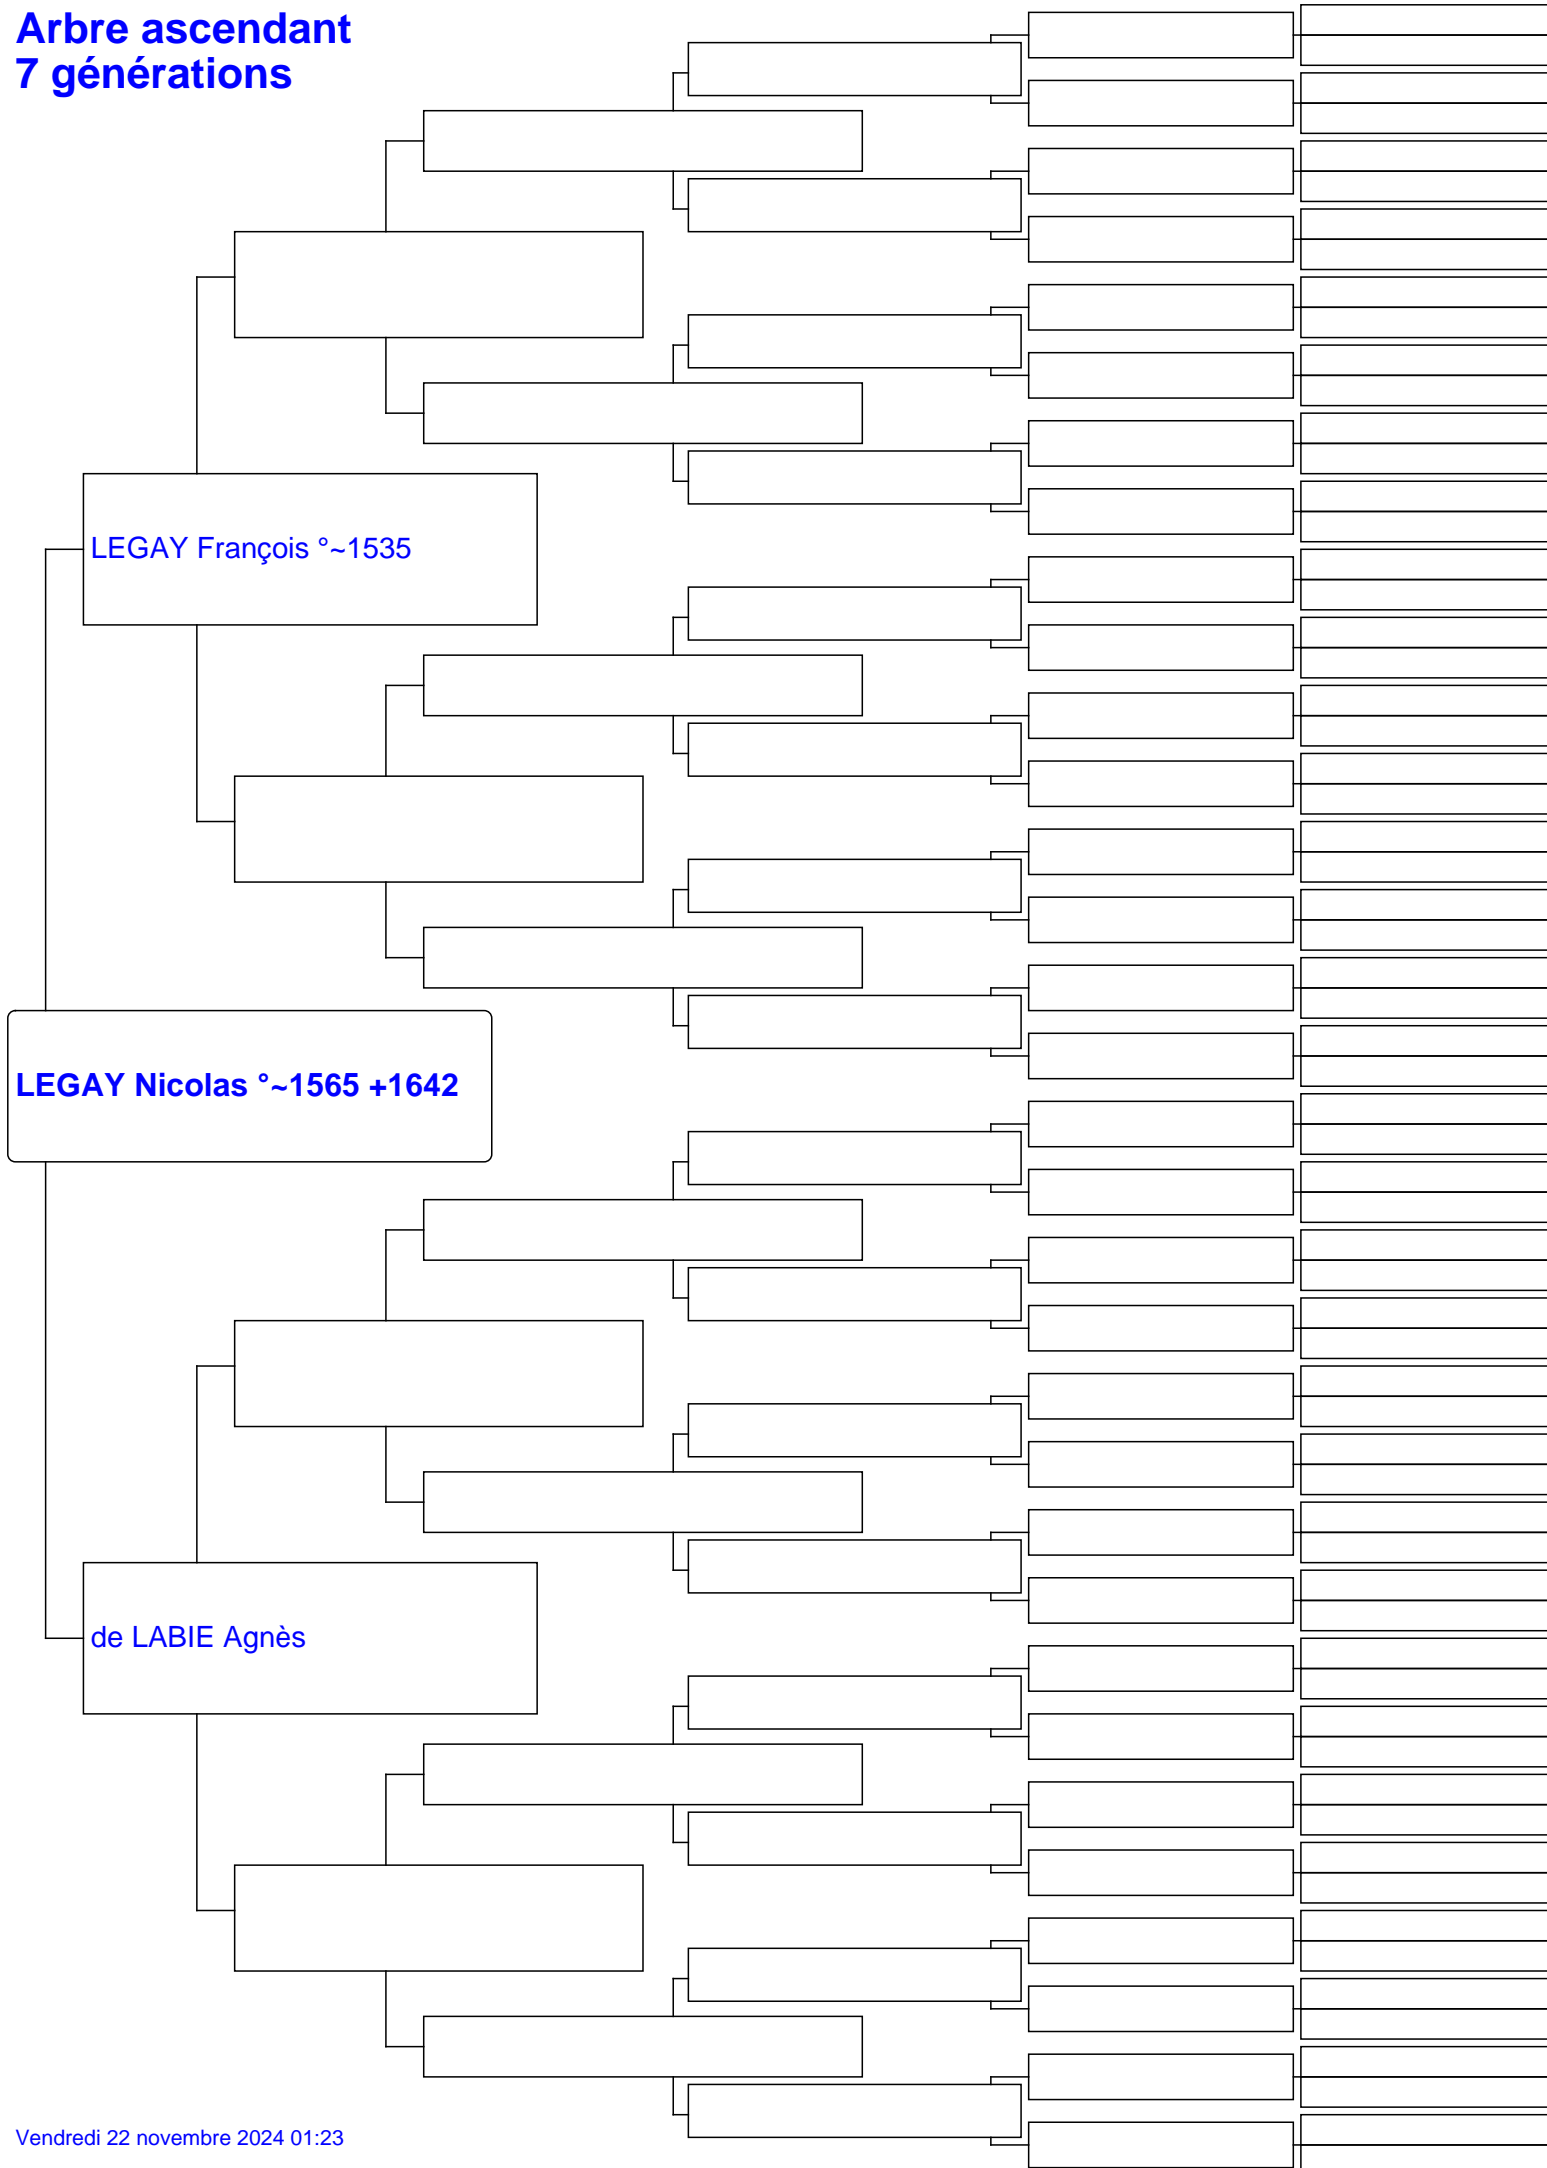 Arbre ascendant
7 générations
LEGAY François °~1535
LEGAY Nicolas °~1565 +1642
de LABIE Agnès
Vendredi 22 novembre 2024 01:23